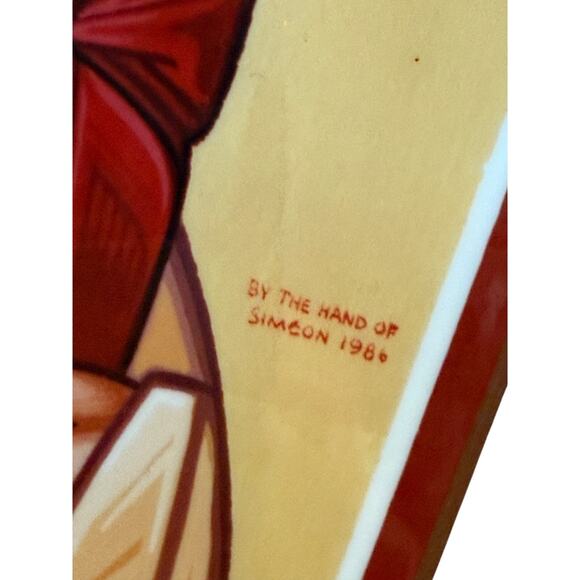 BY THE HAND OF
SIMEON 1986